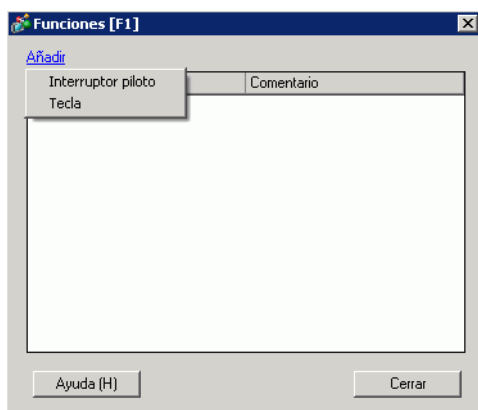 Funciones [F1]
Añadir
Interruptor piloto
Comentario
Tecla
Ayuda (H)
Cerrar